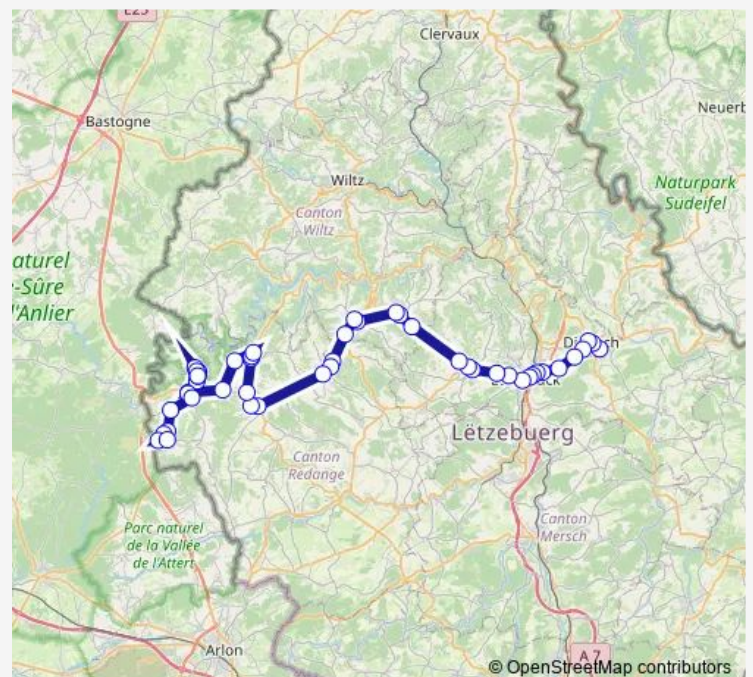 E25
Clervaux
Bastogne
Neuerb
Wiltz
Naturpark
Südeifel
Canton
Wiltz
aturel
-Sûre
l'Anlier
Lëtzebuerg
Canton
Redange
Canton
Mersch
Parc naturel
de la Vallée
de l'Attert
Arlon
A 7
© OpenStreetMap contributors